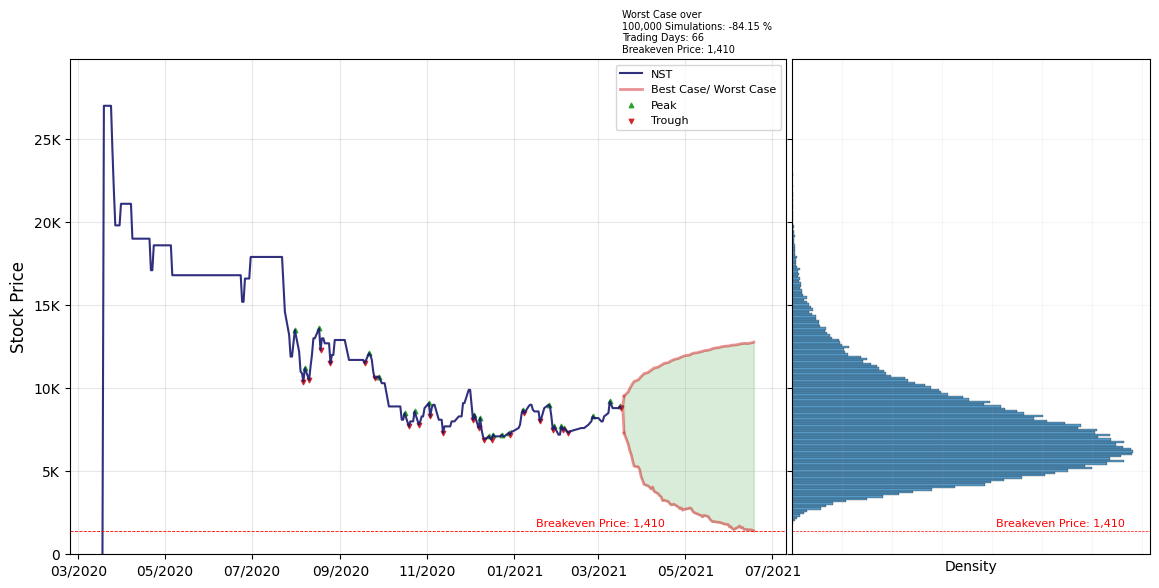 Worst Case over
100,000 Simulations: -84.15 %
Trading Days: 66
Breakeven Price: 1,410
NST
Best Case/ Worst Case
Peak
Trough
Stock Price
25K
20K
15K
10K
5K
0
Breakeven Price: 1,410
Breakeven Price: 1,410
03/2020 05/2020 07/2020 09/2020 11/2020 01/2021 03/2021 05/2021 07/2021
Density